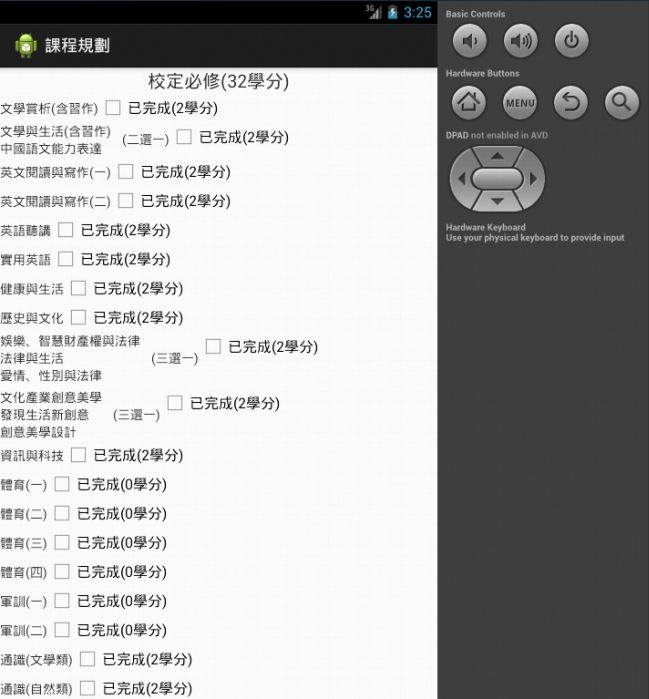 3G 3:25
課程規劃
校定必修(32學分)
文學賞析(含習作) 已完成(2學分)
文學與生活(含習作)
中國語文能力表達
(二選一) 已完成(2學分)
英文閱讀與寫作(一) 已完成(2學分)
英文閱讀與寫作(二) 已完成(2學分)
英語聽講 已完成(2學分)
實用英語 已完成(2學分)
健康與生活 已完成(2學分)
歷史與文化 已完成(2學分)
娛樂、智慧財產權與法律
法律與生活
愛情、性別與法律
(三選一) 已完成(2學分)
文化產業創意美學
發現生活新創意
創意美學設計
(三選一) 已完成(2學分)
資訊與科技 已完成(2學分)
體育(一) 已完成(0學分)
體育(二) 已完成(0學分)
體育(三) 已完成(0學分)
體育(四) 已完成(0學分)
軍訓(一) 已完成(0學分)
軍訓(二) 已完成(0學分)
通識(文學類) 已完成(2學分)
通識(自然類) 已完成(2學分)
Basic Controls
Hardware Buttons
MENU
DPAD not enabled in AVD
Hardware Keyboard
Use your physical keyboard to provide input